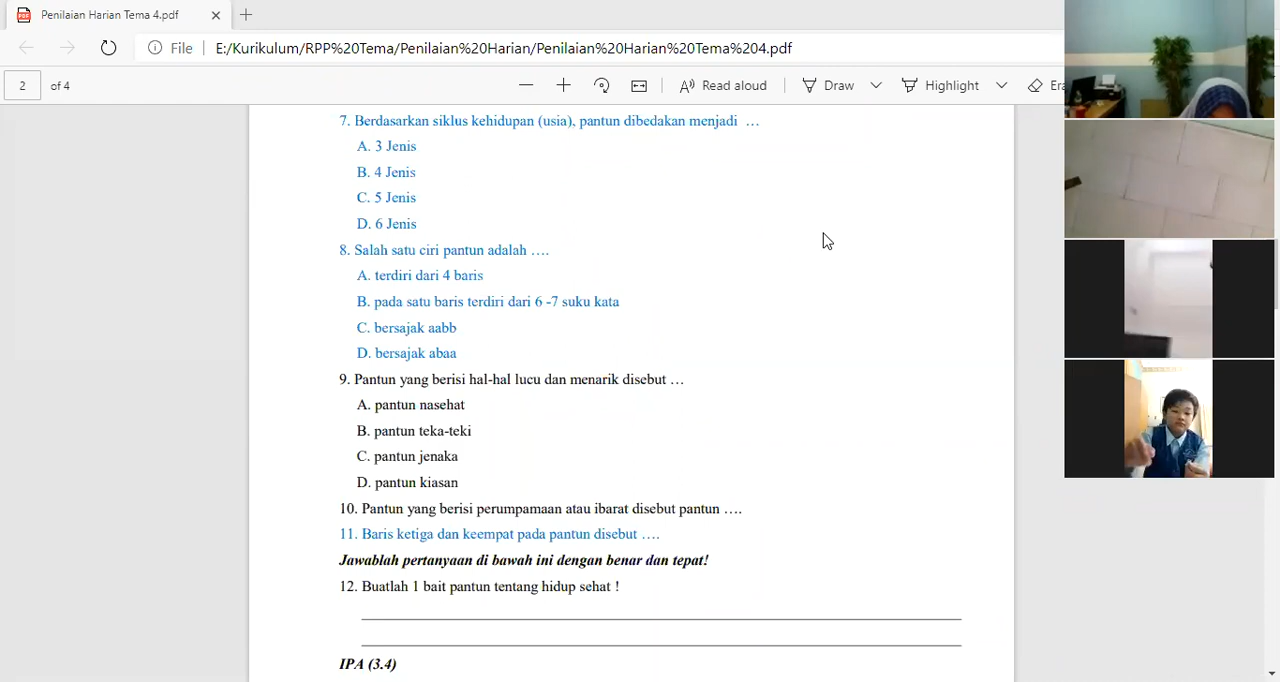 Penilaian Harian Tema 4.pdf
File
E:/Kurikulum/RPP%20Tema/Penilaian%20Harian/Penilaian%20Harian%20Tema%204.pdf
2 of 4
Read aloud
Draw
Highlight
Era
7. Berdasarkan siklus kehidupan (usia), pantun dibedakan menjadi …
A. 3 Jenis
B. 4 Jenis
C. 5 Jenis
D. 6 Jenis
8. Salah satu ciri pantun adalah ….
A. terdiri dari 4 baris
B. pada satu baris terdiri dari 6 -7 suku kata
C. bersajak aabb
D. bersajak abaa
9. Pantun yang berisi hal-hal lucu dan menarik disebut …
A. pantun nasehat
B. pantun teka-teki
C. pantun jenaka
D. pantun kiasan
10. Pantun yang berisi perumpamaan atau ibarat disebut pantun ….
11. Baris ketiga dan keempat pada pantun disebut ….
Jawablah pertanyaan di bawah ini dengan benar dan tepat!
12. Buatlah 1 bait pantun tentang hidup sehat !
IPA (3.4)